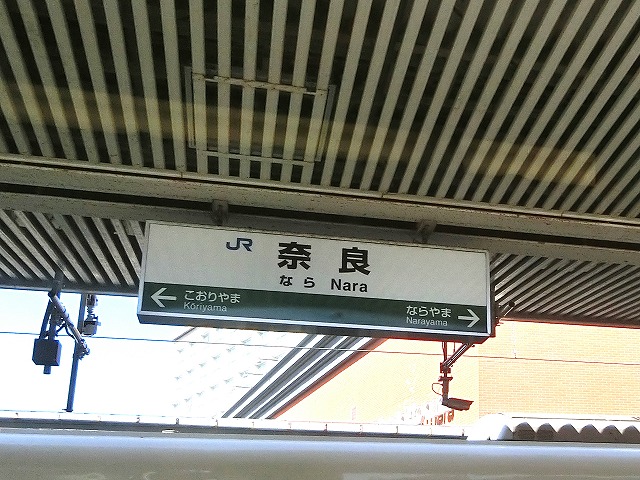 JR 奈良
なら Nara
← こおりやま
Kōriyama
ならやま →
Narayama